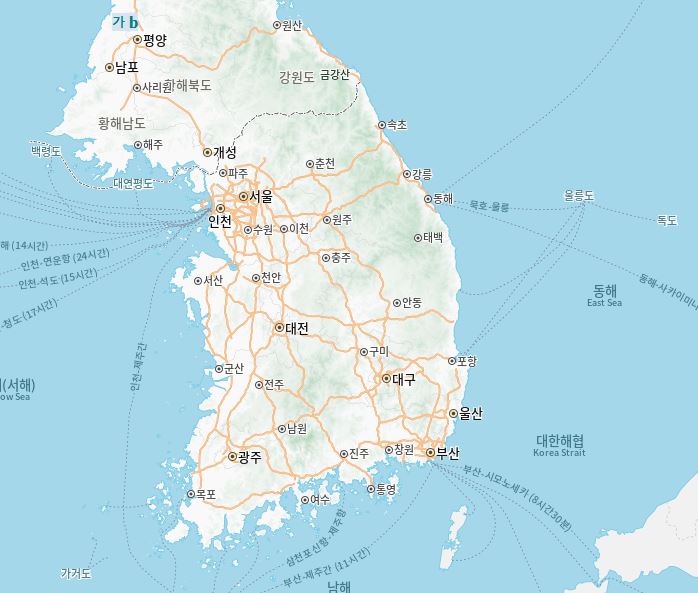 가 b
원산
평양
남포
강원도
금강산
사리원
황해북도
황해남도
속초
해주
개성
백령도
춘천
파주
강릉
대연평도
서울
동해
울릉도
묵호-울릉
인천
원주
독도
수원
이천
태백
해 (14시간)
인천-연운항 (24시간)
충주
인천-석도 (15시간)
서산
천안
동해-사카이미나
동해
East Sea
안동
청도 (17시간)
대전
인천-제주간
구미
포항
군산
대구
전주
(서해)
ow Sea
울산
남원
대한해협
Korea Strait
창원
부산
진주
광주
부산-시모노세키 (8시간30분)
통영
목포
여수
삼천포신항-제주항
부산-제주간 (11시간)
가거도
남해